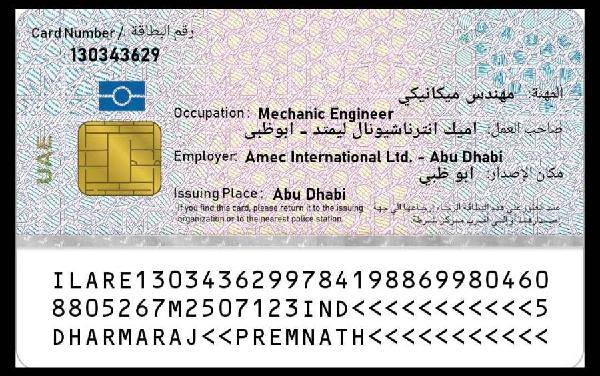 Card Number / رقم البطاقة
130343629
المهنة: مهندس ميكانيكي
Occupation: Mechanic Engineer
صاحب العمل: اميك انترناشيونال ليمتد - ابوظبى
Employer: Amec International Ltd. - Abu Dhabi
مكان الإصدار: ابو ظبي
Issuing Place: Abu Dhabi
If you find this card, please return it to the issuing
organization or to the nearest police station.
UAE
ILARE1303436299784198869980460
8805267M2507123IND<<<<<<<<<<<5
DHARMARAJ<<PREMNATH<<<<<<<<<<<